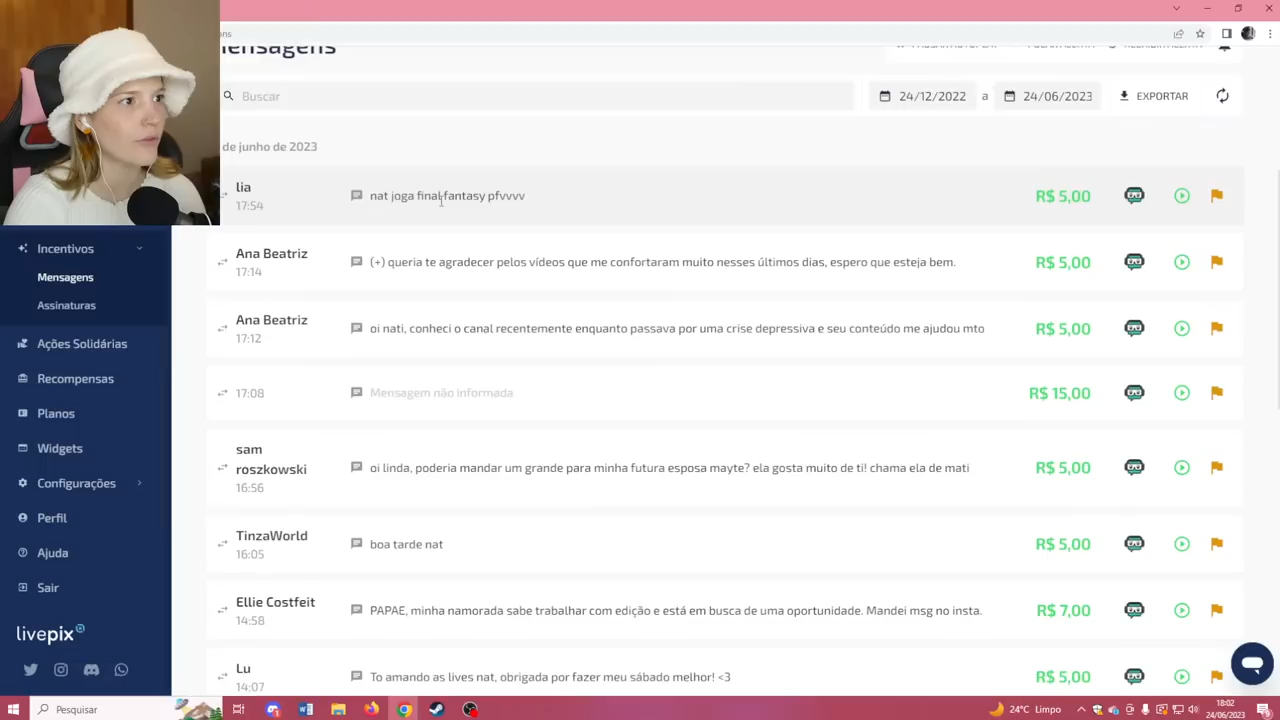 Mensagens
Buscar
24/12/2022 a 24/06/2023 EXPORTAR
de junho de 2023
lia
17:54
nat joga final fantasy pfvvvv
R$ 5,00
Ana Beatriz
17:14
(+) queria te agradecer pelos vídeos que me confortaram muito nesses últimos dias, espero que esteja bem.
R$ 5,00
Ana Beatriz
17:12
oi nati, conheci o canal recentemente enquanto passava por uma crise depressiva e seu conteúdo me ajudou mto
R$ 5,00
17:08
Mensagem não informada
R$ 15,00
sam
roszkowski
16:56
oi linda, poderia mandar um grande para minha futura esposa mayte? ela gosta muito de ti! chama ela de mati
R$ 5,00
TinzaWorld
16:05
boa tarde nat
R$ 5,00
Ellie Costfeit
14:58
PAPAE, minha namorada sabe trabalhar com edição e está em busca de uma oportunidade. Mandei msg no insta.
R$ 7,00
Lu
14:07
To amando as lives nat, obrigada por fazer meu sábado melhor! <3
R$ 5,00
Incentivos
Mensagens
Assinaturas
Ações Solidárias
Recompensas
Planos
Widgets
Configurações
Perfil
Ajuda
Sair
livepix
Pesquisar
24°C Limpo
18:02
24/06/2023